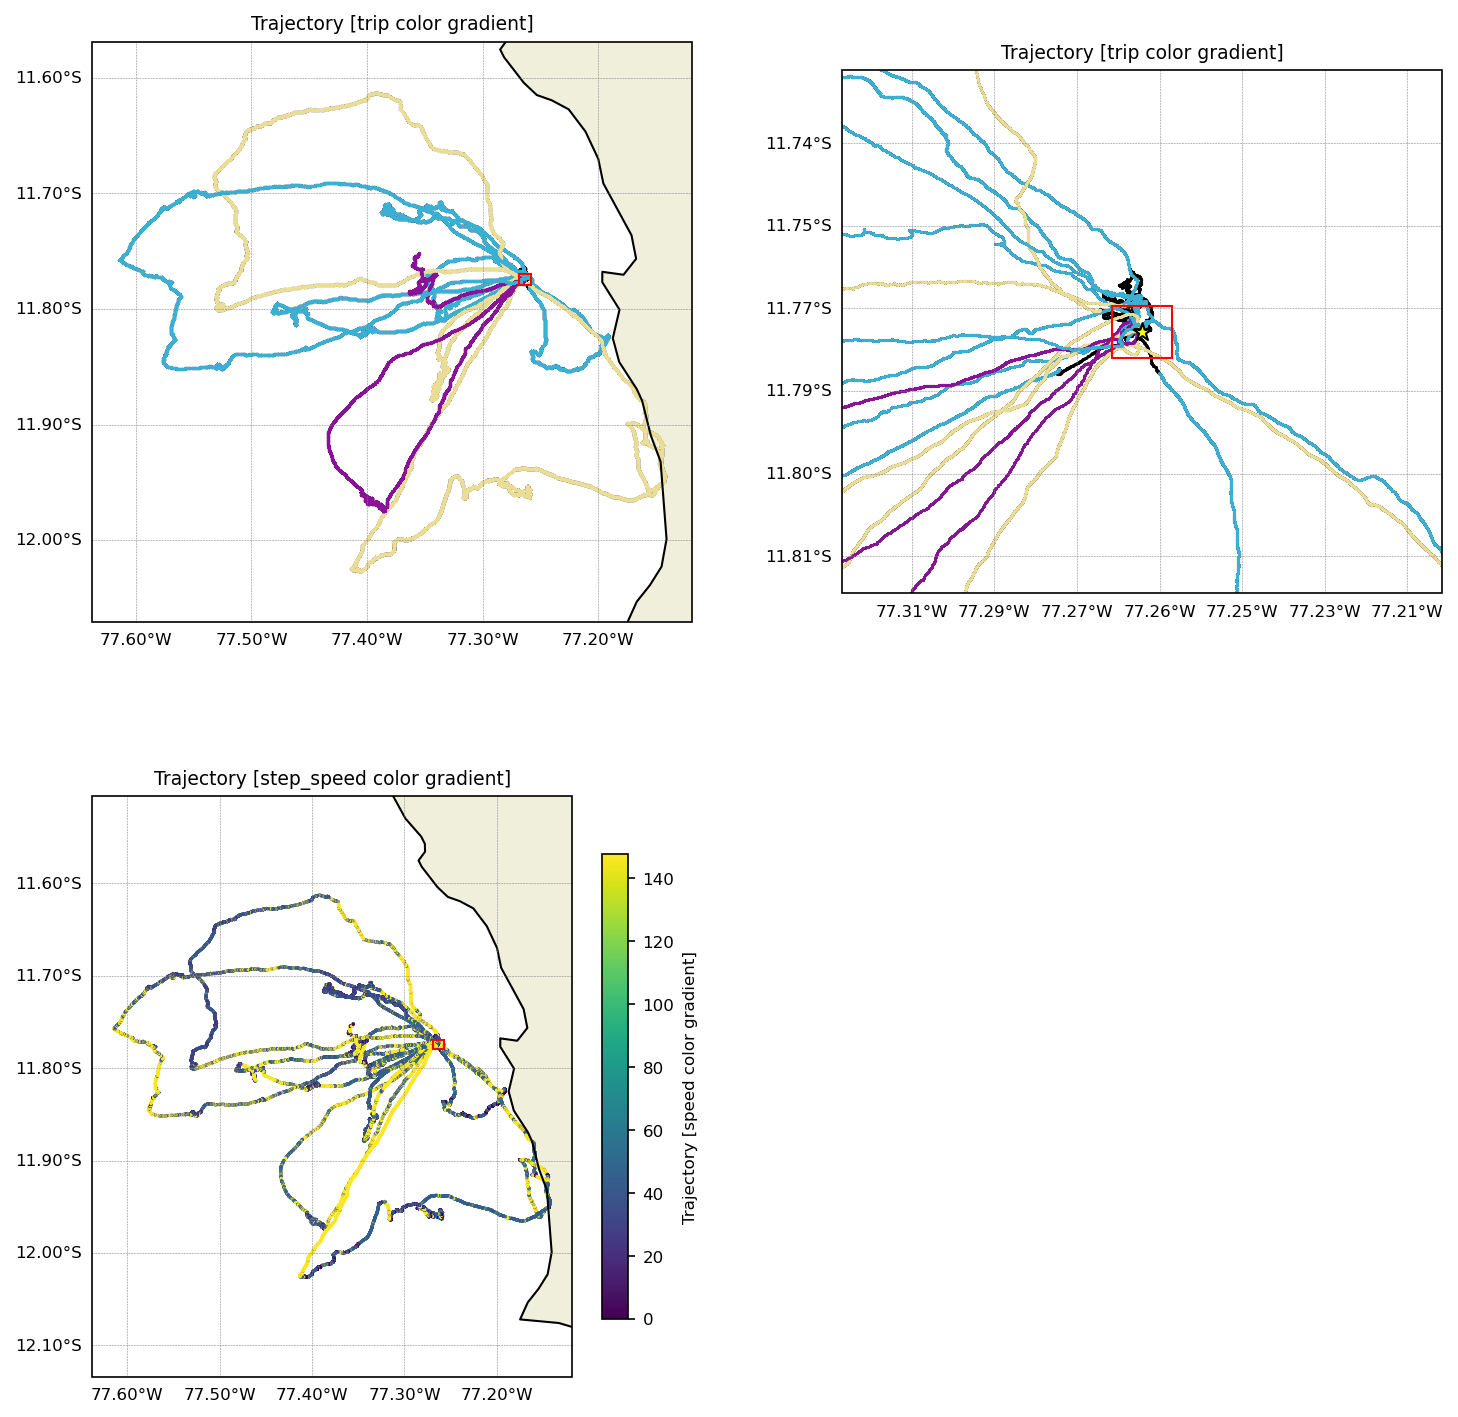 Trajectory [trip color gradient]
11.60°S
11.70°S
11.80°S
11.90°S
12.00°S
77.60°W 77.50°W 77.40°W 77.30°W 77.20°W
Trajectory [trip color gradient]
11.74°S
11.75°S
11.77°S
11.79°S
11.80°S
11.81°S
77.31°W 77.29°W 77.27°W 77.26°W 77.25°W 77.23°W 77.21°W
Trajectory [step_speed color gradient]
11.60°S
11.70°S
11.80°S
11.90°S
12.00°S
12.10°S
77.60°W 77.50°W 77.40°W 77.30°W 77.20°W
140
120
100
80
60
40
20
0
Trajectory [speed color gradient]